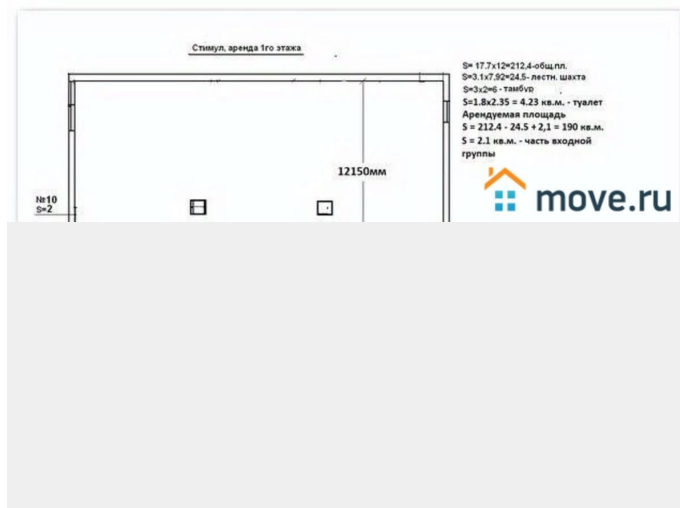 Стимул, аренда 1го этажа
S= 17.7x12=212,4-общ.пл.
S=3.1x7,92=24,5- лестн. шахта
S=3x2=6 - тамбур
S=1.8x2.35 = 4.23 кв.м. - туалет
Арендуемая площадь
S = 212.4 - 24.5 + 2,1 = 190 кв.м.
S = 2.1 кв.м. - часть входной
группы
12150мм
move.ru
№10
S=2